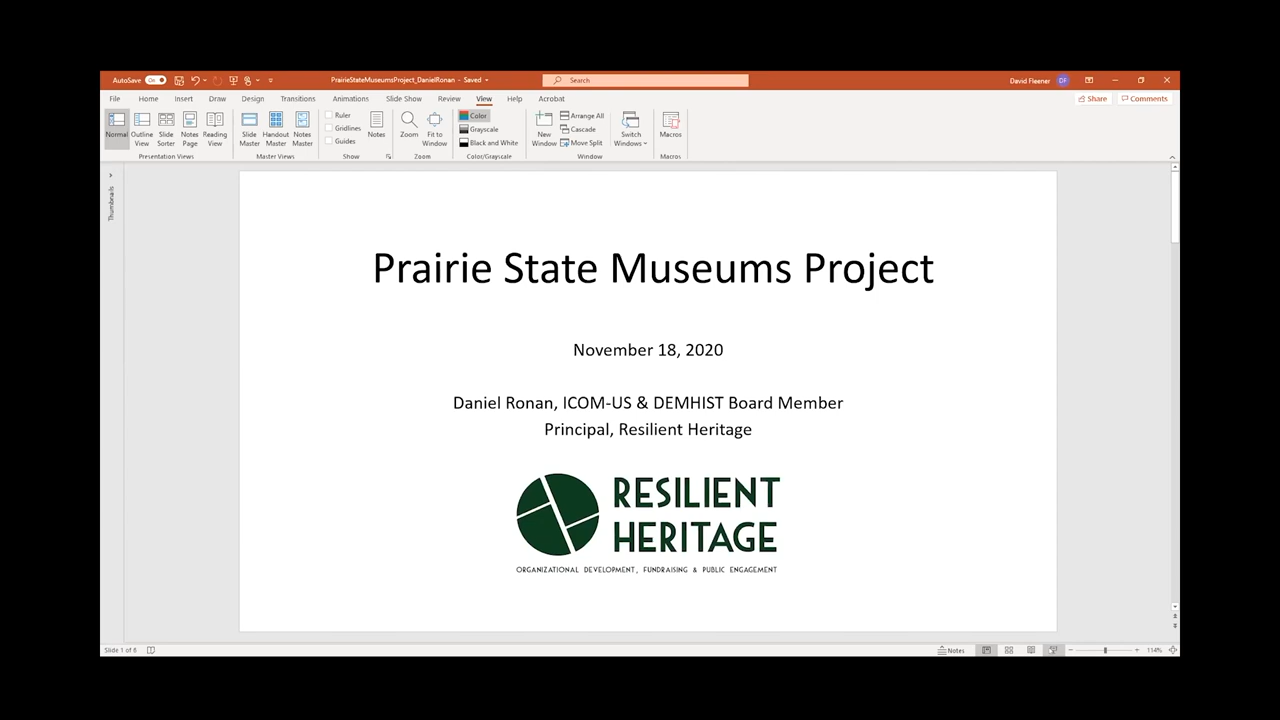 AutoSave On PrairieStateMuseumsProject_DanielRonan - Saved Search David Fleener DF
File Home Insert Draw Design Transitions Animations Slide Show Review View Help Acrobat Share Comments
Normal Outline View Slide Sorter Notes Page Reading View Slide Master Handout Master Notes Master Ruler Gridlines Guides Notes Zoom Fit to Window Color Grayscale Black and White New Window Arrange All Cascade Move Split Switch Windows Macros
Presentation Views Master Views Show Zoom Color/Grayscale Window Macros
Thumbnails
Prairie State Museums Project
November 18, 2020
Daniel Ronan, ICOM-US & DEMHIST Board Member
Principal, Resilient Heritage
RESILIENT
HERITAGE
ORGANIZATIONAL DEVELOPMENT, FUNDRAISING & PUBLIC ENGAGEMENT
Slide 1 of 6 Notes 114%